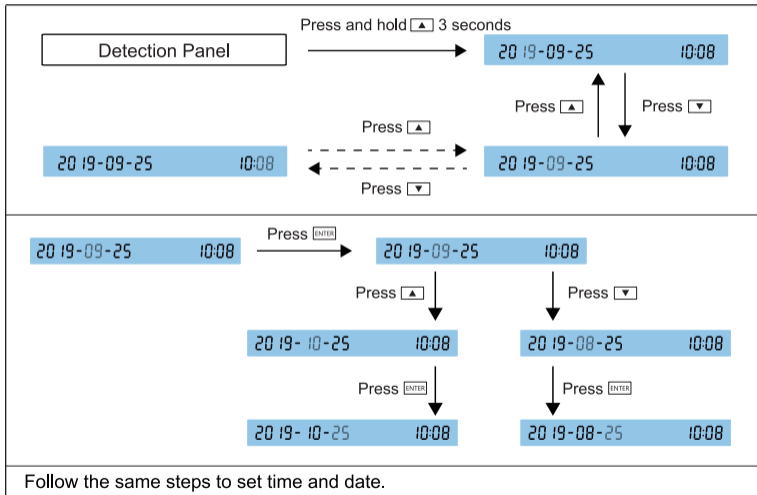 Press and hold ▲ 3 seconds
Detection Panel
2019-09-25 10:08
Press ▲ Press ▼
Press ▲
2019-09-25 10:08
2019-09-25 10:08
Press ▼
Press ENTER
2019-09-25 10:08
2019-09-25 10:08
Press ▲ Press ▼
2019-10-25 10:08
2019-08-25 10:08
Press ENTER Press ENTER
2019-10-25 10:08
2019-08-25 10:08
Follow the same steps to set time and date.